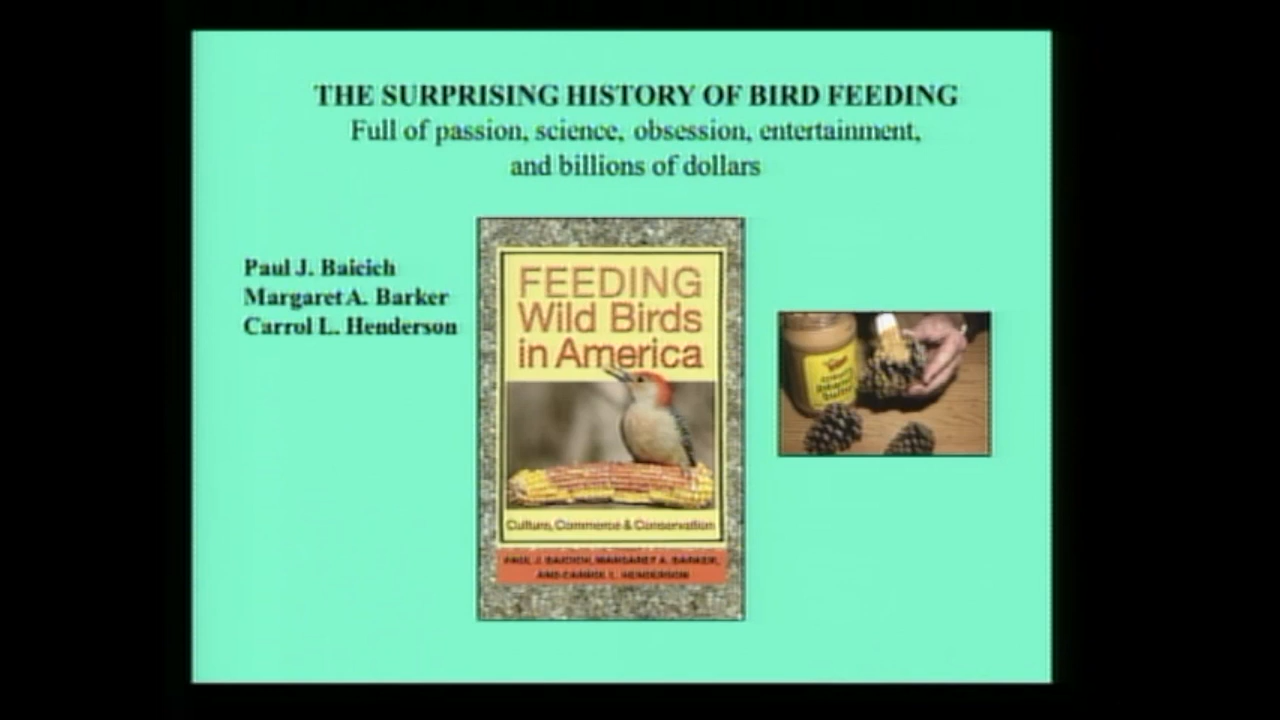 THE SURPRISING HISTORY OF BIRD FEEDING
Full of passion, science, obsession, entertainment,
and billions of dollars
Paul J. Baicich
Margaret A. Barker
Carrol L. Henderson
FEEDING
Wild Birds
in America
Culture, Commerce & Conservation
PAUL J. BAICICH, MARGARET A. BARKER,
AND CARROL L. HENDERSON